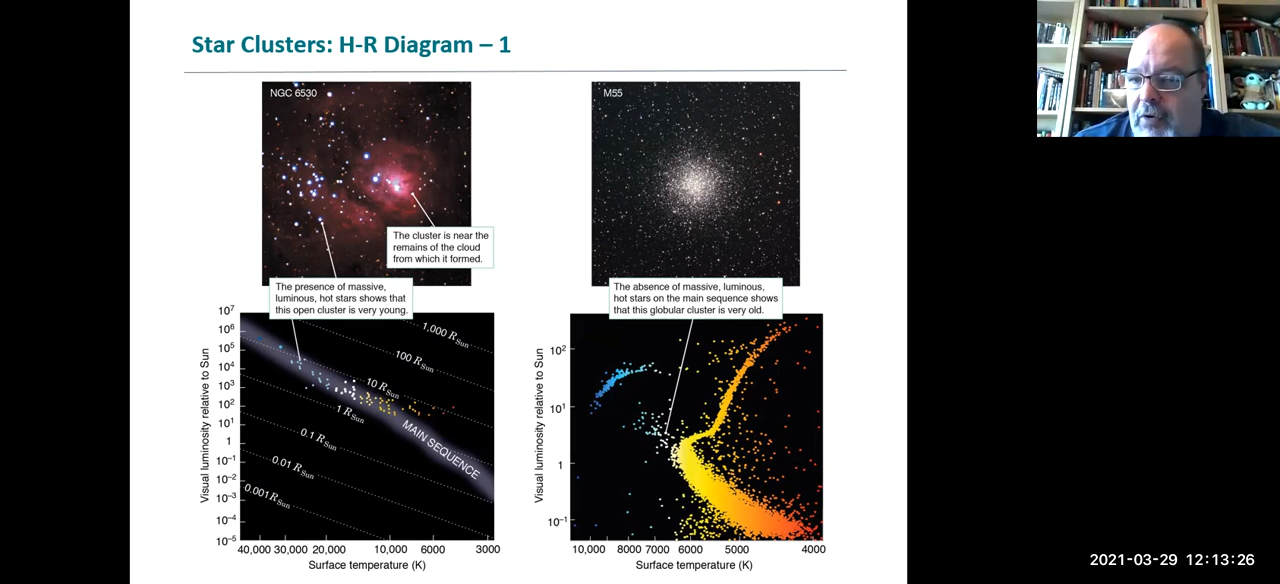 Star Clusters: H-R Diagram – 1
NGC 6530
The cluster is near the
remains of the cloud
from which it formed.
The presence of massive,
luminous, hot stars shows that
this open cluster is very young.
Visual luminosity relative to Sun
10⁷
10⁶
10⁵
10⁴
10³
10²
10¹
1
10⁻¹
10⁻²
10⁻³
10⁻⁴
10⁻⁵
1,000 R_Sun
100 R_Sun
10 R_Sun
1 R_Sun
0.1 R_Sun
0.01 R_Sun
0.001 R_Sun
MAIN SEQUENCE
40,000 30,000 20,000 10,000 6000 3000
Surface temperature (K)
M55
The absence of massive, luminous,
hot stars on the main sequence shows
that this globular cluster is very old.
Visual luminosity relative to Sun
10²
10¹
1
10⁻¹
10,000 8000 7000 6000 5000 4000
Surface temperature (K)
2021-03-29 12:13:26